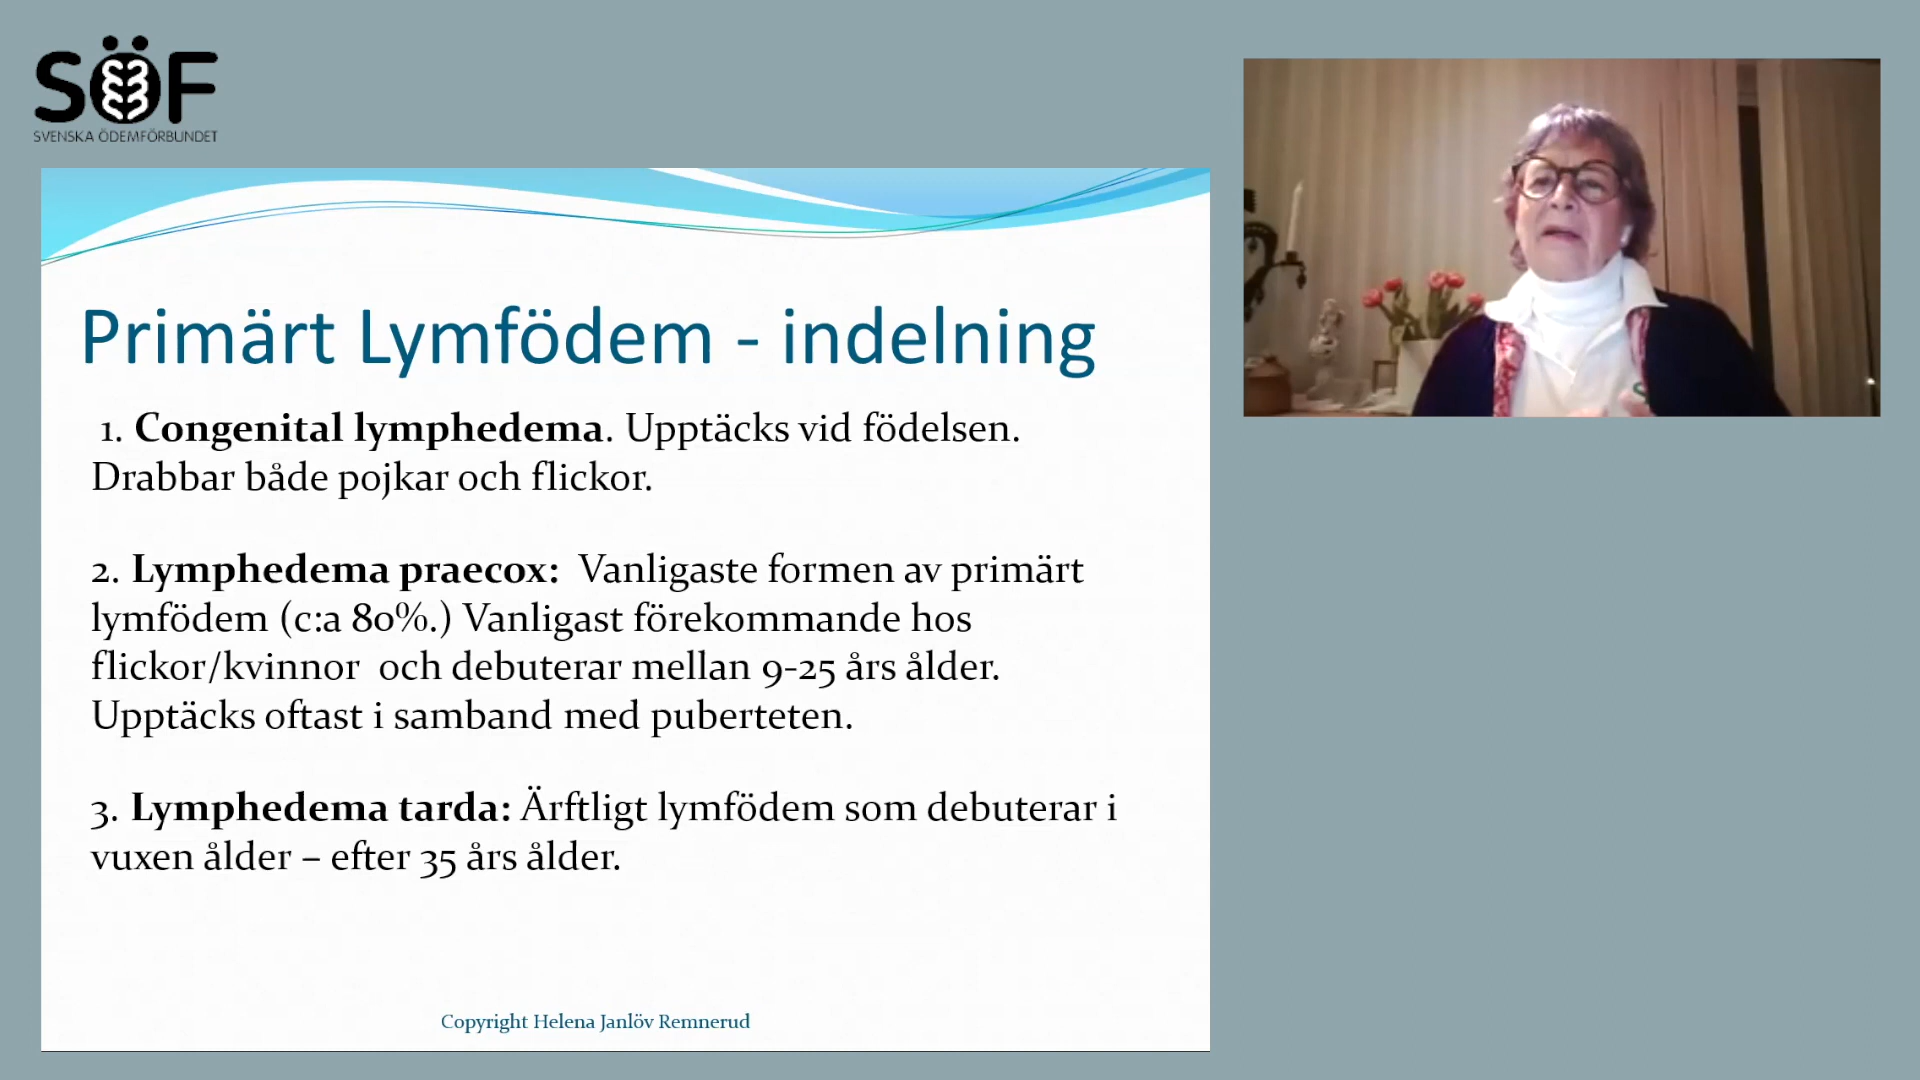 SÖF
SVENSKA ÖDEMFÖRBUNDET
Primärt Lymfödem - indelning
1. Congenital lymphedema. Upptäcks vid födelsen.
Drabbar både pojkar och flickor.
2. Lymphedema praecox: Vanligaste formen av primärt
lymfödem (c:a 80%.) Vanligast förekommande hos
flickor/kvinnor och debuterar mellan 9-25 års ålder.
Upptäcks oftast i samband med puberteten.
3. Lymphedema tarda: Ärftligt lymfödem som debuterar i
vuxen ålder – efter 35 års ålder.
Copyright Helena Janlöv Remnerud